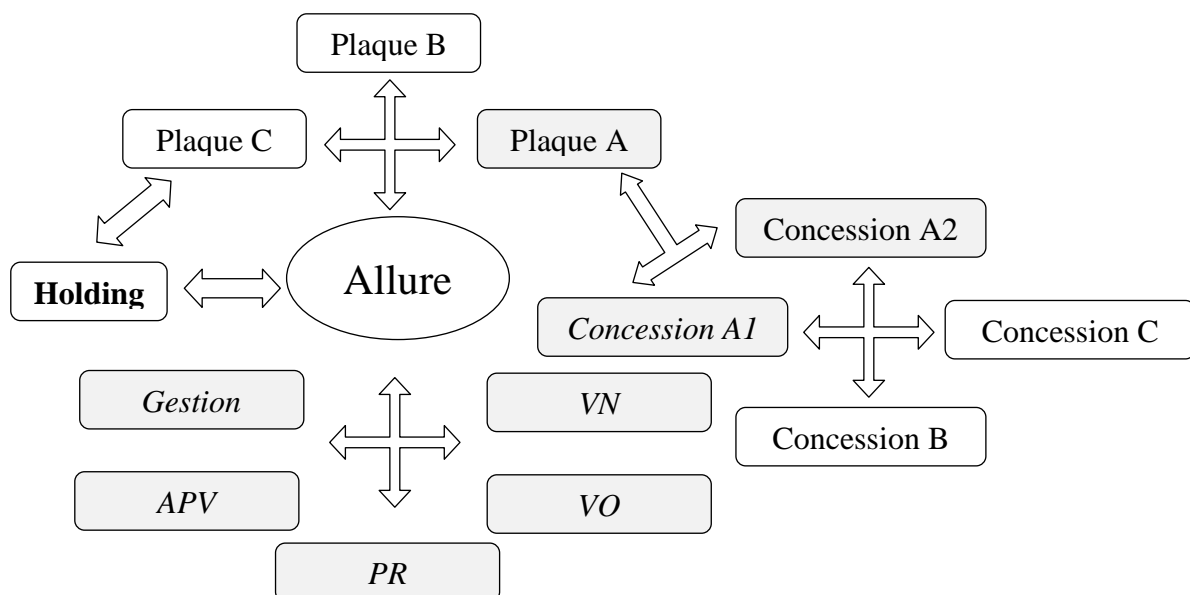 Plaque B
Plaque C
Plaque A
Concession A2
Holding
Allure
Concession A1
Concession C
Gestion
VN
Concession B
APV
VO
PR